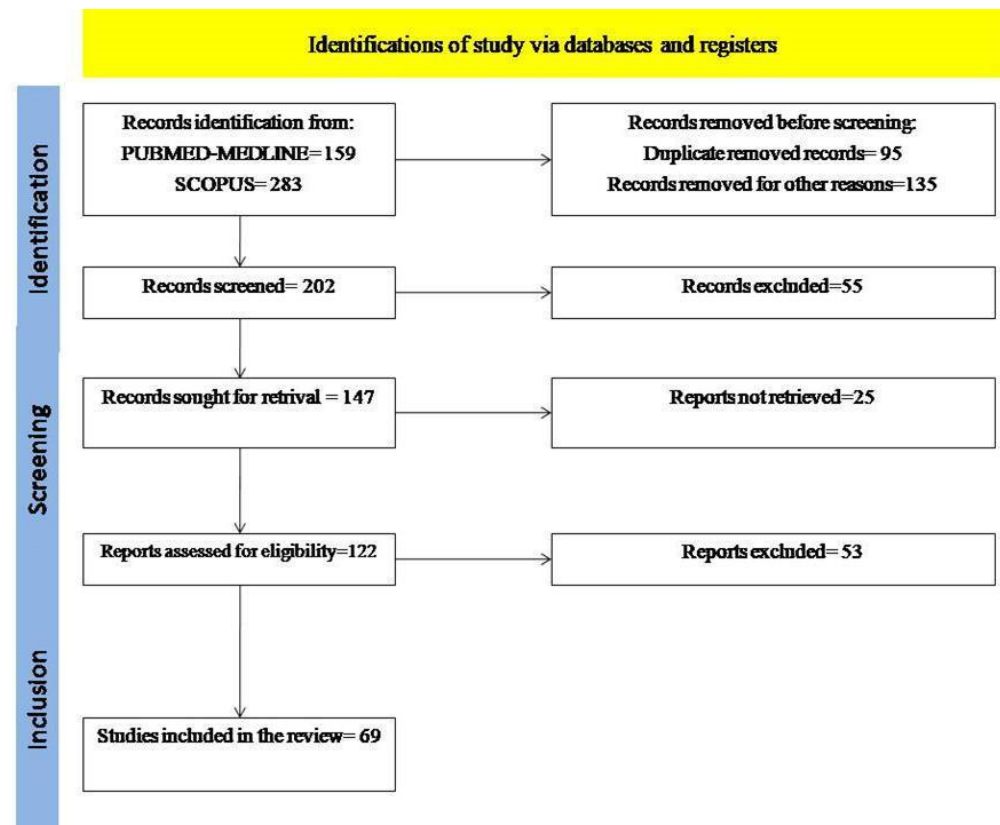 Identifications of study via databases and registers
Identification
Records identification from:
PUBMED-MEDLINE= 159
SCOPUS= 283
Records removed before screening:
Duplicate removed records= 95
Records removed for other reasons=135
Records screened= 202
Records excluded=55
Screening
Records sought for retrival = 147
Reports not retrieved=25
Reports assessed for eligibility=122
Reports excluded= 53
Inclusion
Studies included in the review= 69